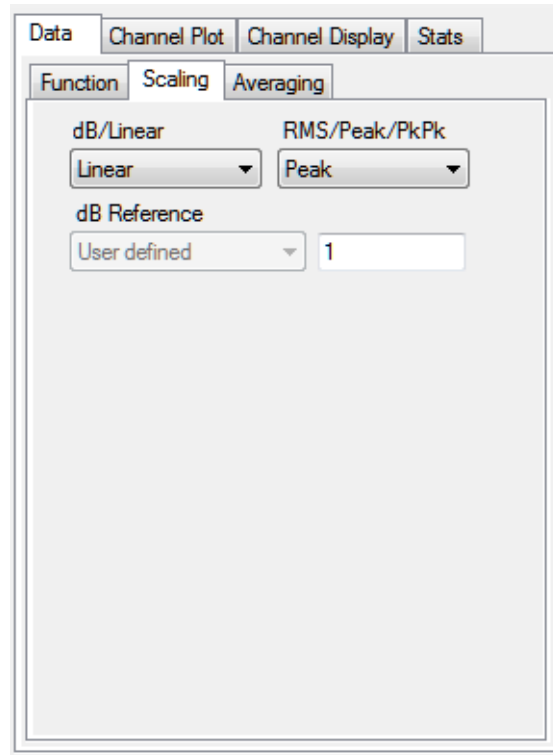 Data Channel Plot Channel Display Stats
Function Scaling Averaging
dB/Linear RMS/Peak/PkPk
Linear Peak
dB Reference
User defined 1